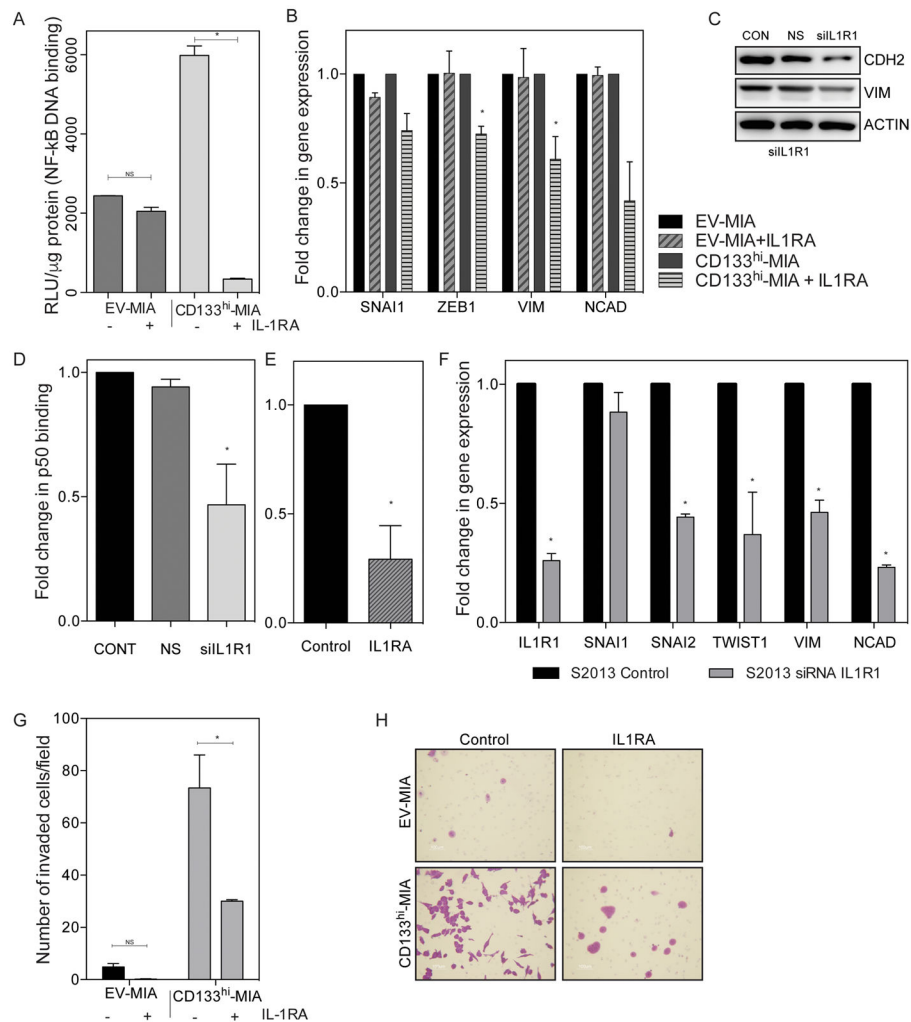 A
RLU/µg protein (NF-kB DNA binding)
6000
4000
2000
0
NS
*
EV-MIA
CD133hi-MIA
- + - + IL-1RA
B
Fold change in gene expression
1.0
0.5
0.0
*
*
SNAI1 ZEB1 VIM NCAD
EV-MIA
EV-MIA+IL1RA
CD133hi-MIA
CD133hi-MIA + IL1RA
C
CON NS siIL1R1
CDH2
VIM
ACTIN
siIL1R1
D
Fold change in p50 binding
1.0
0.5
0.0
*
CONT NS siIL1R1
E
1.0
0.5
0.0
*
Control IL1RA
F
Fold change in gene expression
1.0
0.5
0.0
* * * * *
IL1R1 SNAI1 SNAI2 TWIST1 VIM NCAD
S2013 Control S2013 siRNA IL1R1
G
Number of invaded cells/field
100
80
60
40
20
0
NS
*
EV-MIA
CD133hi-MIA
- + - + IL-1RA
H
Control IL1RA
EV-MIA
CD133hi-MIA